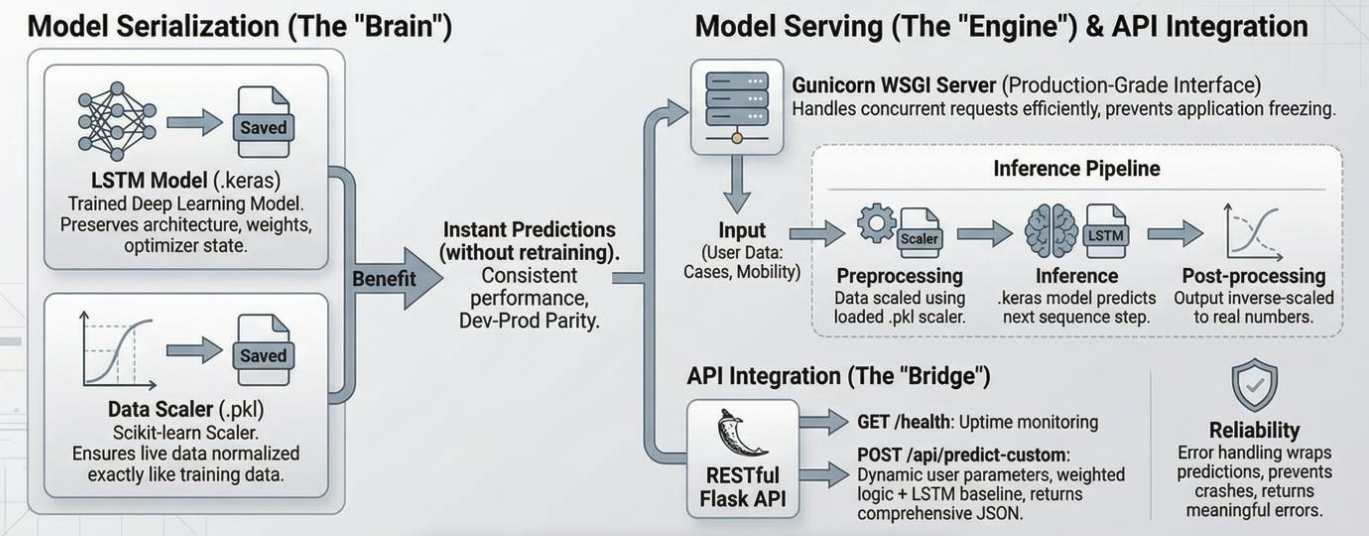 Model Serialization (The "Brain")
Saved
LSTM Model (.keras)
Trained Deep Learning Model.
Preserves architecture, weights,
optimizer state.
Saved
Data Scaler (.pkl)
Scikit-learn Scaler.
Ensures live data normalized
exactly like training data.
Benefit
Instant Predictions
(without retraining).
Consistent
performance,
Dev-Prod Parity.
Model Serving (The "Engine") & API Integration
Gunicorn WSGI Server (Production-Grade Interface)
Handles concurrent requests efficiently, prevents application freezing.
Input
(User Data:
Cases, Mobility)
Inference Pipeline
Scaler
Preprocessing
Data scaled using
loaded .pkl scaler.
LSTM
Inference
.keras model predicts
next sequence step.
Post-processing
Output inverse-scaled
to real numbers.
API Integration (The "Bridge")
RESTful
Flask API
GET /health: Uptime monitoring
POST /api/predict-custom:
Dynamic user parameters, weighted
logic + LSTM baseline, returns
comprehensive JSON.
Reliability
Error handling wraps
predictions, prevents
crashes, returns
meaningful errors.